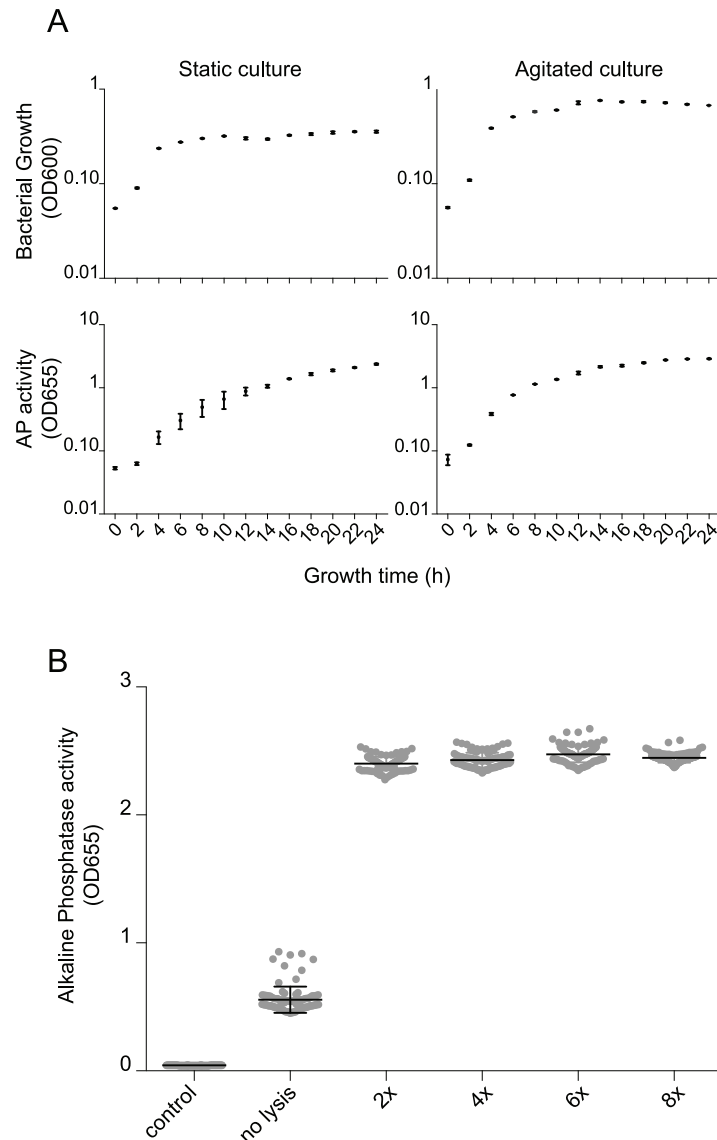 A
Static culture
Agitated culture
Bacterial Growth
(OD600)
1
0.10
0.01
1
0.10
0.01
AP activity
(OD655)
10
1
0.10
0.01
0 2 4 6 8 10 12 14 16 18 20 22 24
10
1
0.10
0.01
0 2 4 6 8 10 12 14 16 18 20 22 24
Growth time (h)
B
Alkaline Phosphatase activity
(OD655)
3
2
1
0
control no lysis 2x 4x 6x 8x